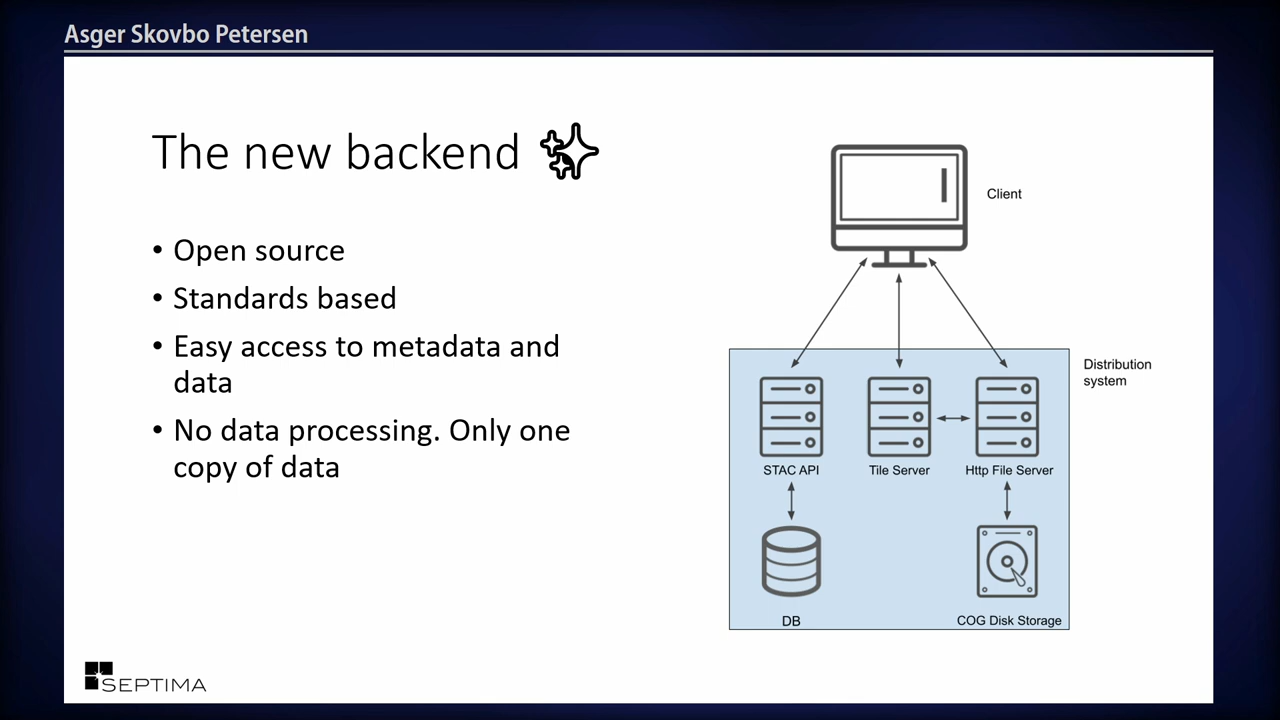 Asger Skovbo Petersen
The new backend
• Open source
• Standards based
• Easy access to metadata and
data
• No data processing. Only one
copy of data
Client
Distribution
system
STAC API
Tile Server
Http File Server
DB
COG Disk Storage
SEPTIMA